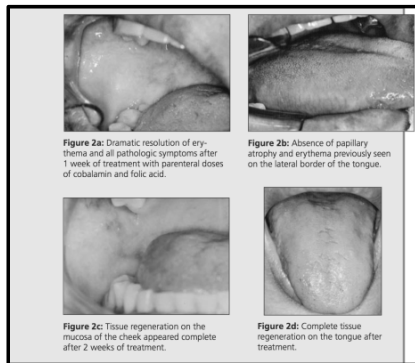 Figure 2a: Dramatic resolution of ery-
thema and all pathologic symptoms after
1 week of treatment with parenteral doses
of cobalamin and folic acid.
Figure 2b: Absence of papillary
atrophy and erythema previously seen
on the lateral border of the tongue.
Figure 2c: Tissue regeneration on the
mucosa of the cheek appeared complete
after 2 weeks of treatment.
Figure 2d: Complete tissue
regeneration on the tongue after
treatment.